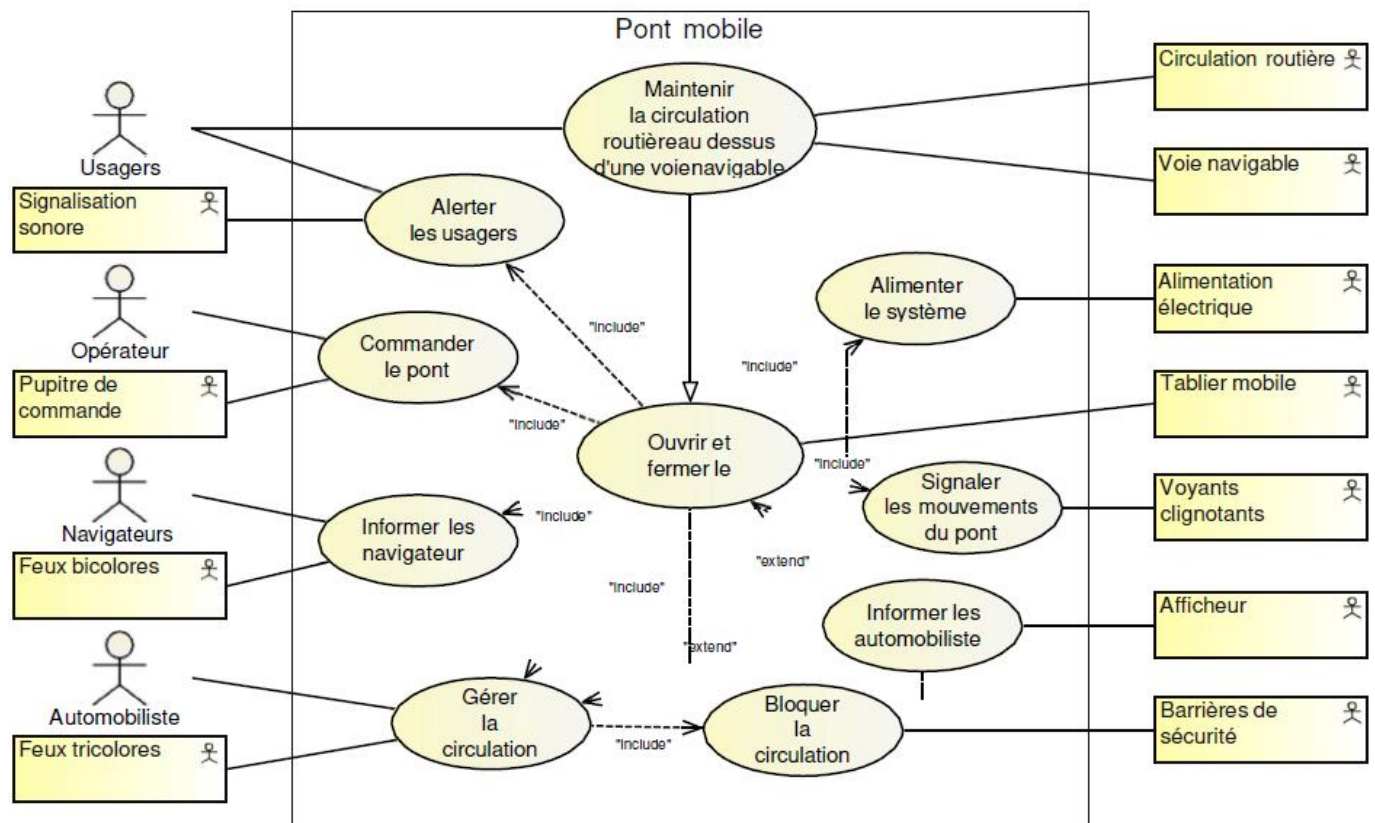 Pont mobile
Maintenir
la circulation
routièreau dessus
d'une voienavigable
Circulation routière
Voie navigable
Usagers
Signalisation
sonore
Alerter
les usagers
Alimenter
le système
Alimentation
électrique
"include"
"include"
Opérateur
Commander
le pont
Pupitre de
commande
"include"
Tablier mobile
Ouvrir et
fermer le
"include"
Signaler
les mouvements
du pont
Voyants
clignotants
Navigateurs
Informer les
navigateur
"include"
Feux bicolores
"extend"
"include"
Informer les
automobiliste
Afficheur
"extend"
Automobiliste
Gérer
la
circulation
"include"
Bloquer
la
circulation
Barrières de
sécurité
Feux tricolores